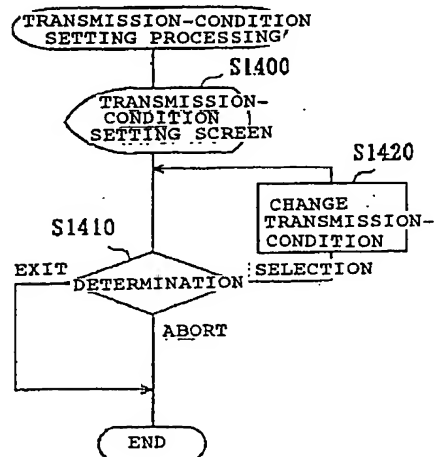 'TRANSMISSION-CONDITION
SETTING PROCESSING'
S1400
TRANSMISSION-
CONDITION
SETTING SCREEN
S1420
CHANGE
TRANSMISSION-
CONDITION
S1410
EXIT
DETERMINATION
SELECTION
ABORT
END